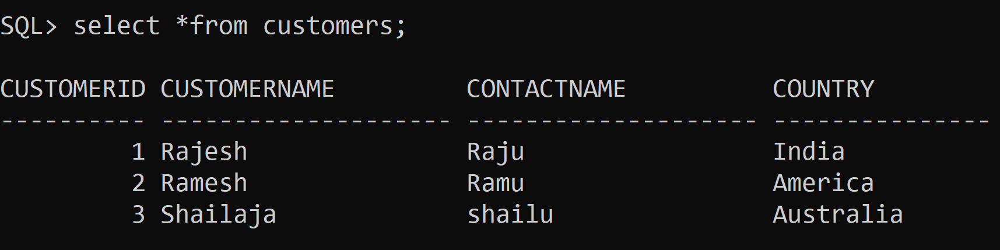 SQL> select *from customers;
CUSTOMERID CUSTOMERNAME         CONTACTNAME          COUNTRY
---------- -------------------- -------------------- ---------------
         1 Rajesh               Raju                 India
         2 Ramesh               Ramu                 America
         3 Shailaja             shailu               Australia